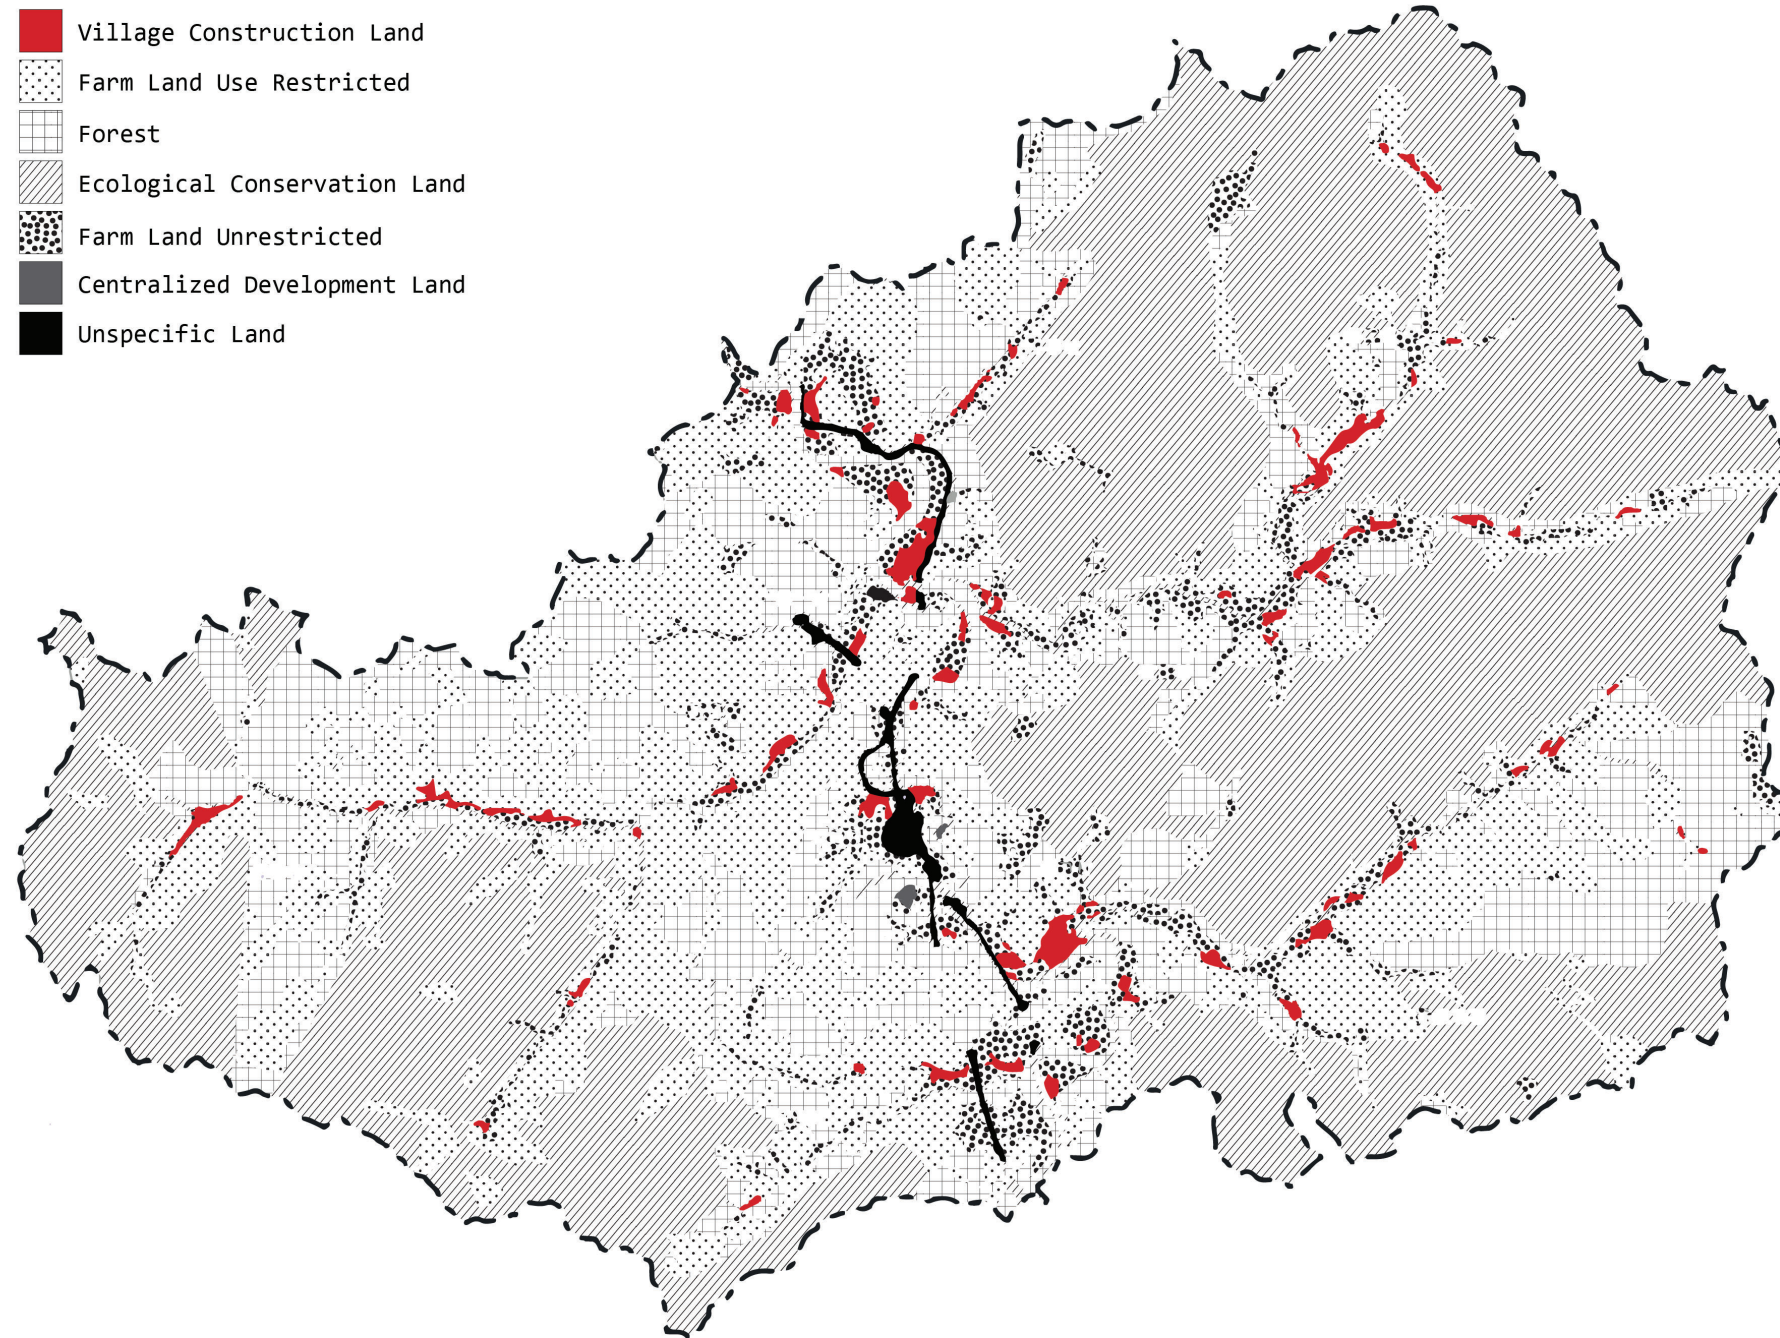 Village Construction Land
Farm Land Use Restricted
Forest
Ecological Conservation Land
Farm Land Unrestricted
Centralized Development Land
Unspecific Land